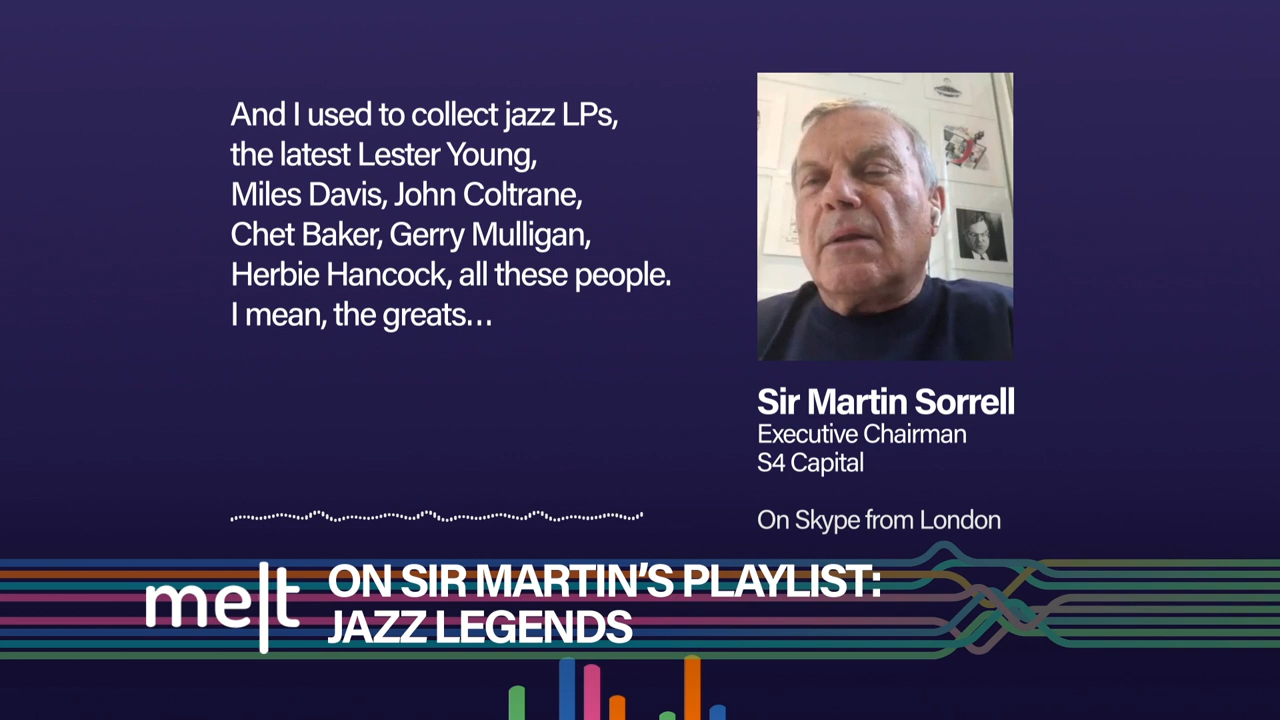 And I used to collect jazz LPs,
the latest Lester Young,
Miles Davis, John Coltrane,
Chet Baker, Gerry Mulligan,
Herbie Hancock, all these people.
I mean, the greats…
Sir Martin Sorrell
Executive Chairman
S4 Capital
On Skype from London
melt
ON SIR MARTIN’S PLAYLIST:
JAZZ LEGENDS